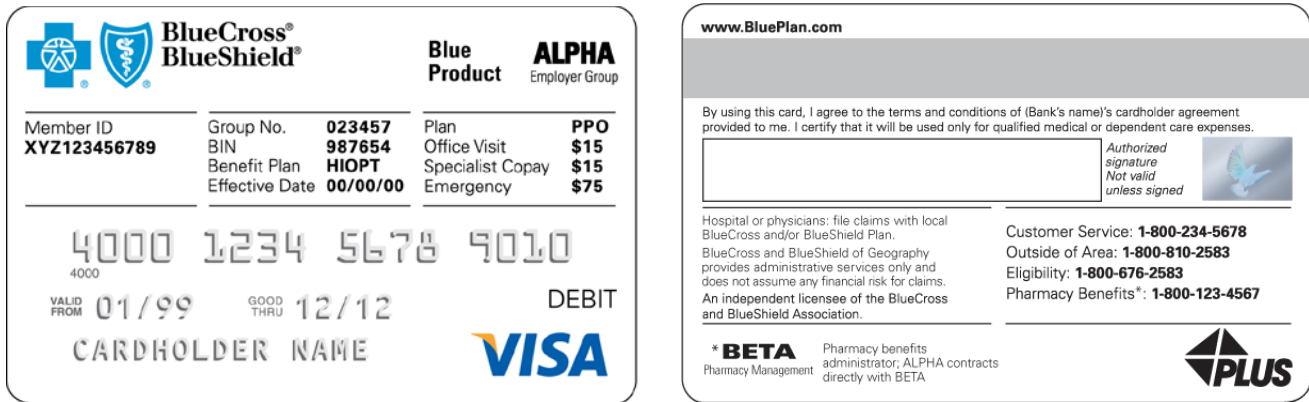 BlueCross®
BlueShield®
Blue
Product
ALPHA
Employer Group
Member ID
XYZ123456789
Group No. 023457
BIN 987654
Benefit Plan HIOPT
Effective Date 00/00/00
Plan PPO
Office Visit $15
Specialist Copay $15
Emergency $75
4000 1234 5678 9010
4000
VALID FROM 01/99 GOOD THRU 12/12
DEBIT
CARDHOLDER NAME
VISA
www.BluePlan.com
By using this card, I agree to the terms and conditions of (Bank's name)'s cardholder agreement
provided to me. I certify that it will be used only for qualified medical or dependent care expenses.
Authorized
signature
Not valid
unless signed
Hospital or physicians: file claims with local
BlueCross and/or BlueShield Plan.
BlueCross and BlueShield of Geography
provides administrative services only and
does not assume any financial risk for claims.
An independent licensee of the BlueCross
and BlueShield Association.
Customer Service: 1-800-234-5678
Outside of Area: 1-800-810-2583
Eligibility: 1-800-676-2583
Pharmacy Benefits*: 1-800-123-4567
* BETA
Pharmacy Management
Pharmacy benefits
administrator; ALPHA contracts
directly with BETA
PLUS